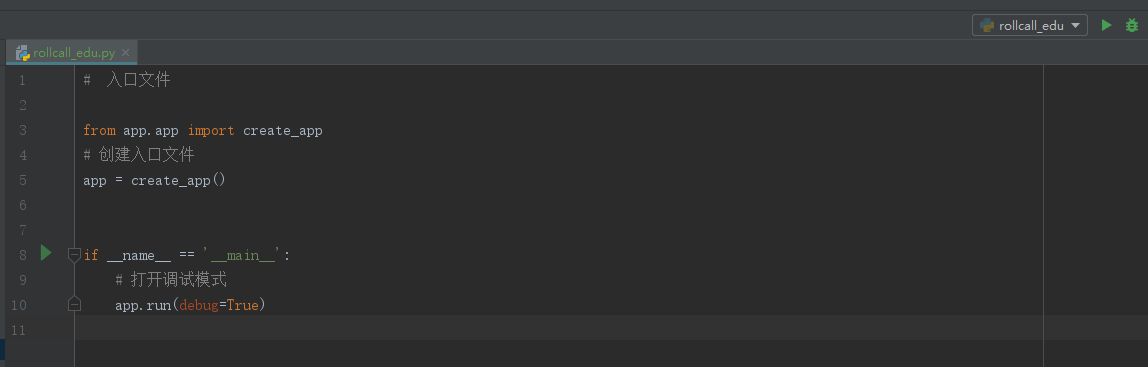 rollcall_edu
rollcall_edu.py
1 #  入口文件
2
3 from app.app import create_app
4 # 创建入口文件
5 app = create_app()
6
7
8 if __name__ == '__main__':
9     # 打开调试模式
10     app.run(debug=True)
11